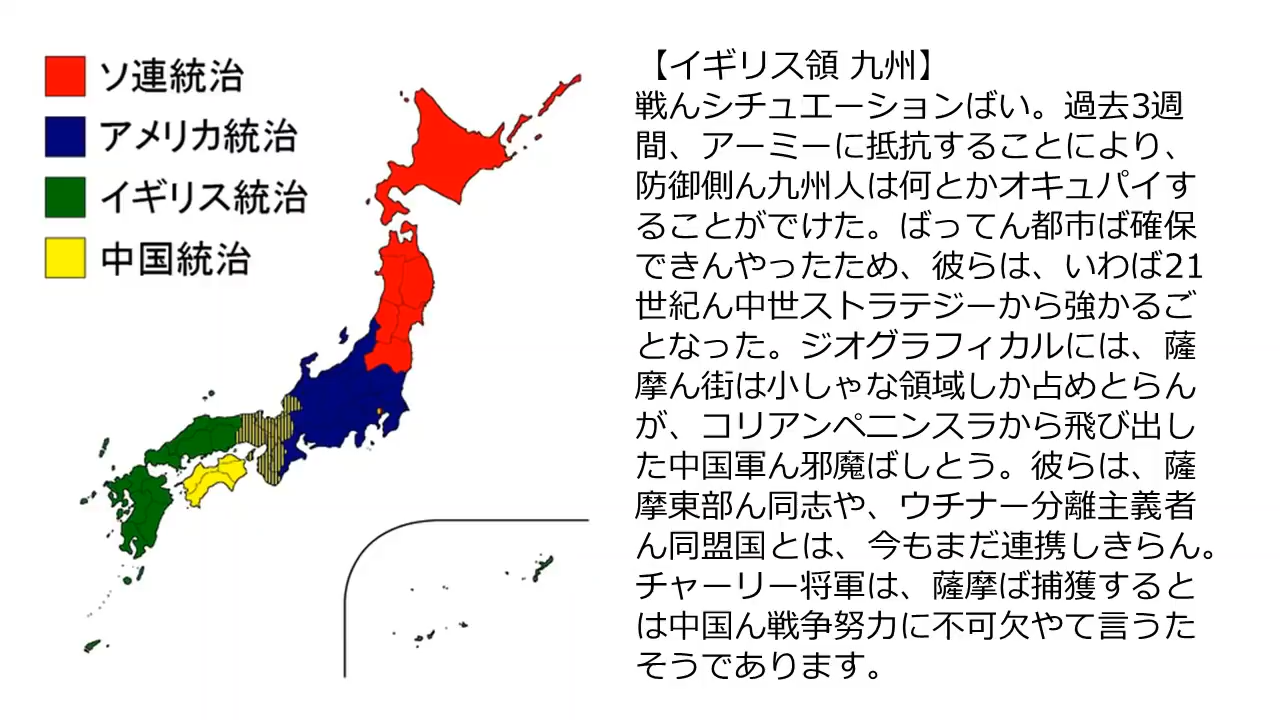 ソ連統治
アメリカ統治
イギリス統治
中国統治
【イギリス領 九州】
戦んシチュエーションばい。過去3週
間、アーミーに抵抗することにより、
防御側ん九州人は何とかオキュパイす
ることがでけた。ばってん都市ば確保
できんやったため、彼らは、いわば21
世紀ん中世ストラテジーから強かるご
となった。ジオグラフィカルには、薩
摩ん街は小しゃな領域しか占めとらん
が、コリアンペニンスラから飛び出し
た中国軍ん邪魔ばしとう。彼らは、薩
摩東部ん同志や、ウチナー分離主義者
ん同盟国とは、今もまだ連携しきらん。
チャーリー将軍は、薩摩ば捕獲すると
は中国ん戦争努力に不可欠やて言うた
そうであります。